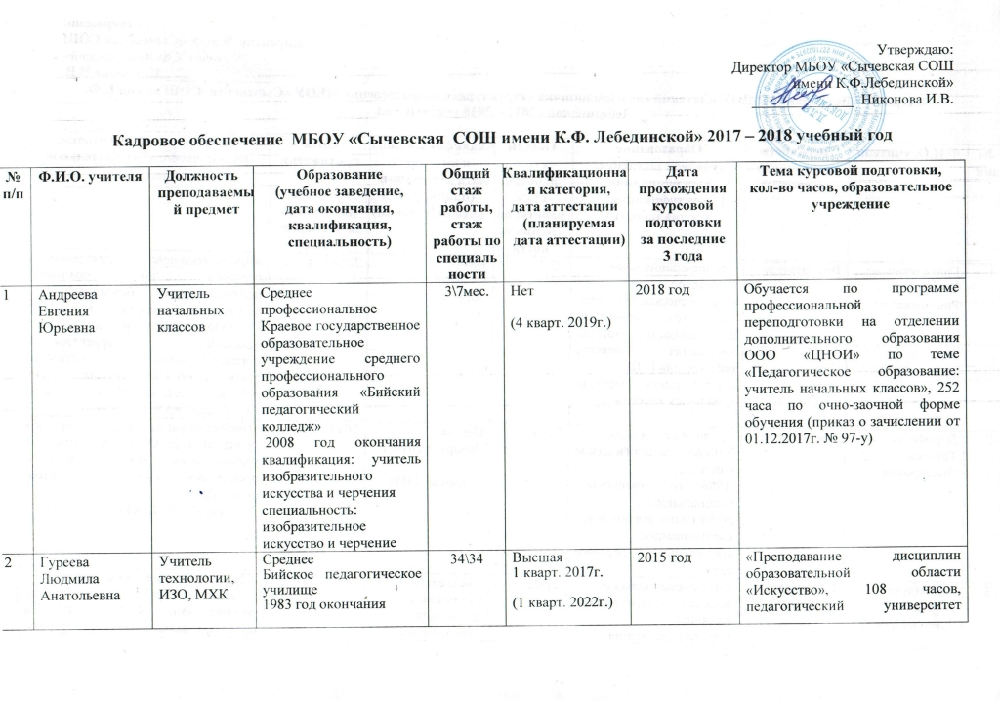 Утверждаю:
Директор МБОУ «Сычевская СОШ
имени К.Ф.Лебединской»
Никонова И.В.
Кадровое обеспечение МБОУ «Сычевская СОШ имени К.Ф. Лебединской» 2017 – 2018 учебный год
№
п/п
Ф.И.О. учителя
Должность
преподаваемы
й предмет
Образование
(учебное заведение,
дата окончания,
квалификация,
специальность)
Общий
стаж
работы,
стаж
работы по
специаль
ности
Квалификационна
я категория,
дата аттестации
(планируемая
дата аттестации)
Дата
прохождения
курсовой
подготовки
за последние
3 года
Тема курсовой подготовки,
кол-во часов, образовательное
учреждение
1
Андреева
Евгения
Юрьевна
Учитель
начальных
классов
Среднее
профессиональное
Краевое государственное
образовательное
учреждение среднего
профессионального
образования «Бийский
педагогический
колледж»
2008 год окончания
квалификация: учитель
изобразительного
искусства и черчения
специальность:
изобразительное
искусство и черчение
3\7мес.
Нет
(4 кварт. 2019г.)
2018 год
Обучается по программе
профессиональной
переподготовки на отделении
дополнительного образования
ООО «ЦНОИ» по теме
«Педагогическое образование:
учитель начальных классов», 252
часа по очно-заочной форме
обучения (приказ о зачислении от
01.12.2017г. № 97-у)
2
Гуреева
Людмила
Анатольевна
Учитель
технологии,
ИЗО, МХК
Среднее
Бийское педагогическое
училище
1983 год окончания
34\34
Высшая
1 кварт. 2017г.
(1 кварт. 2022г.)
2015 год
«Преподавание дисциплин
образовательной области
«Искусство», 108 часов,
педагогический университет